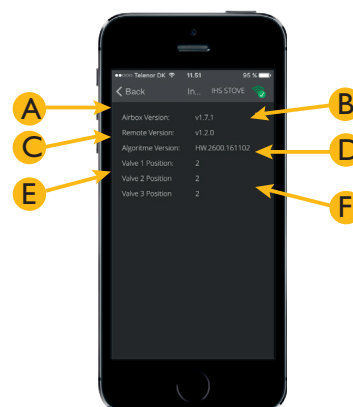 ●●○○○ Telenor DK 11.51 95 %
Back In... IHS STOVE
A
Airbox Version: v1.7.1
B
C
Remote Version: v1.2.0
Algoritme Version: HW.2600.161102
D
E
Valve 1 Position: 2
Valve 2 Position 2
Valve 3 Position 2
F